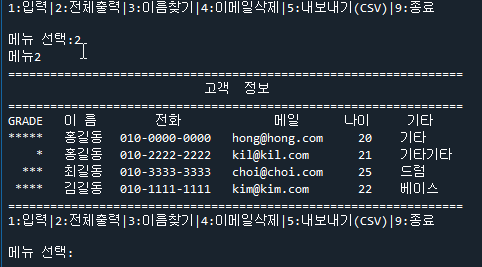 1:입력|2:전체출력|3:이름찾기|4:이메일삭제|5:내보내기(CSV)|9:종료
메뉴 선택:2
메뉴2
================================================================
고객 정보
================================================================
GRADE 이 름 전화 메일 나이 기타
***** 홍길동 010-0000-0000 hong@hong.com 20 기타
* 홍길동 010-2222-2222 kil@kil.com 21 기타기타
*** 최길동 010-3333-3333 choi@choi.com 25 드럼
**** 김길동 010-1111-1111 kim@kim.com 22 베이스
================================================================
1:입력|2:전체출력|3:이름찾기|4:이메일삭제|5:내보내기(CSV)|9:종료
메뉴 선택: